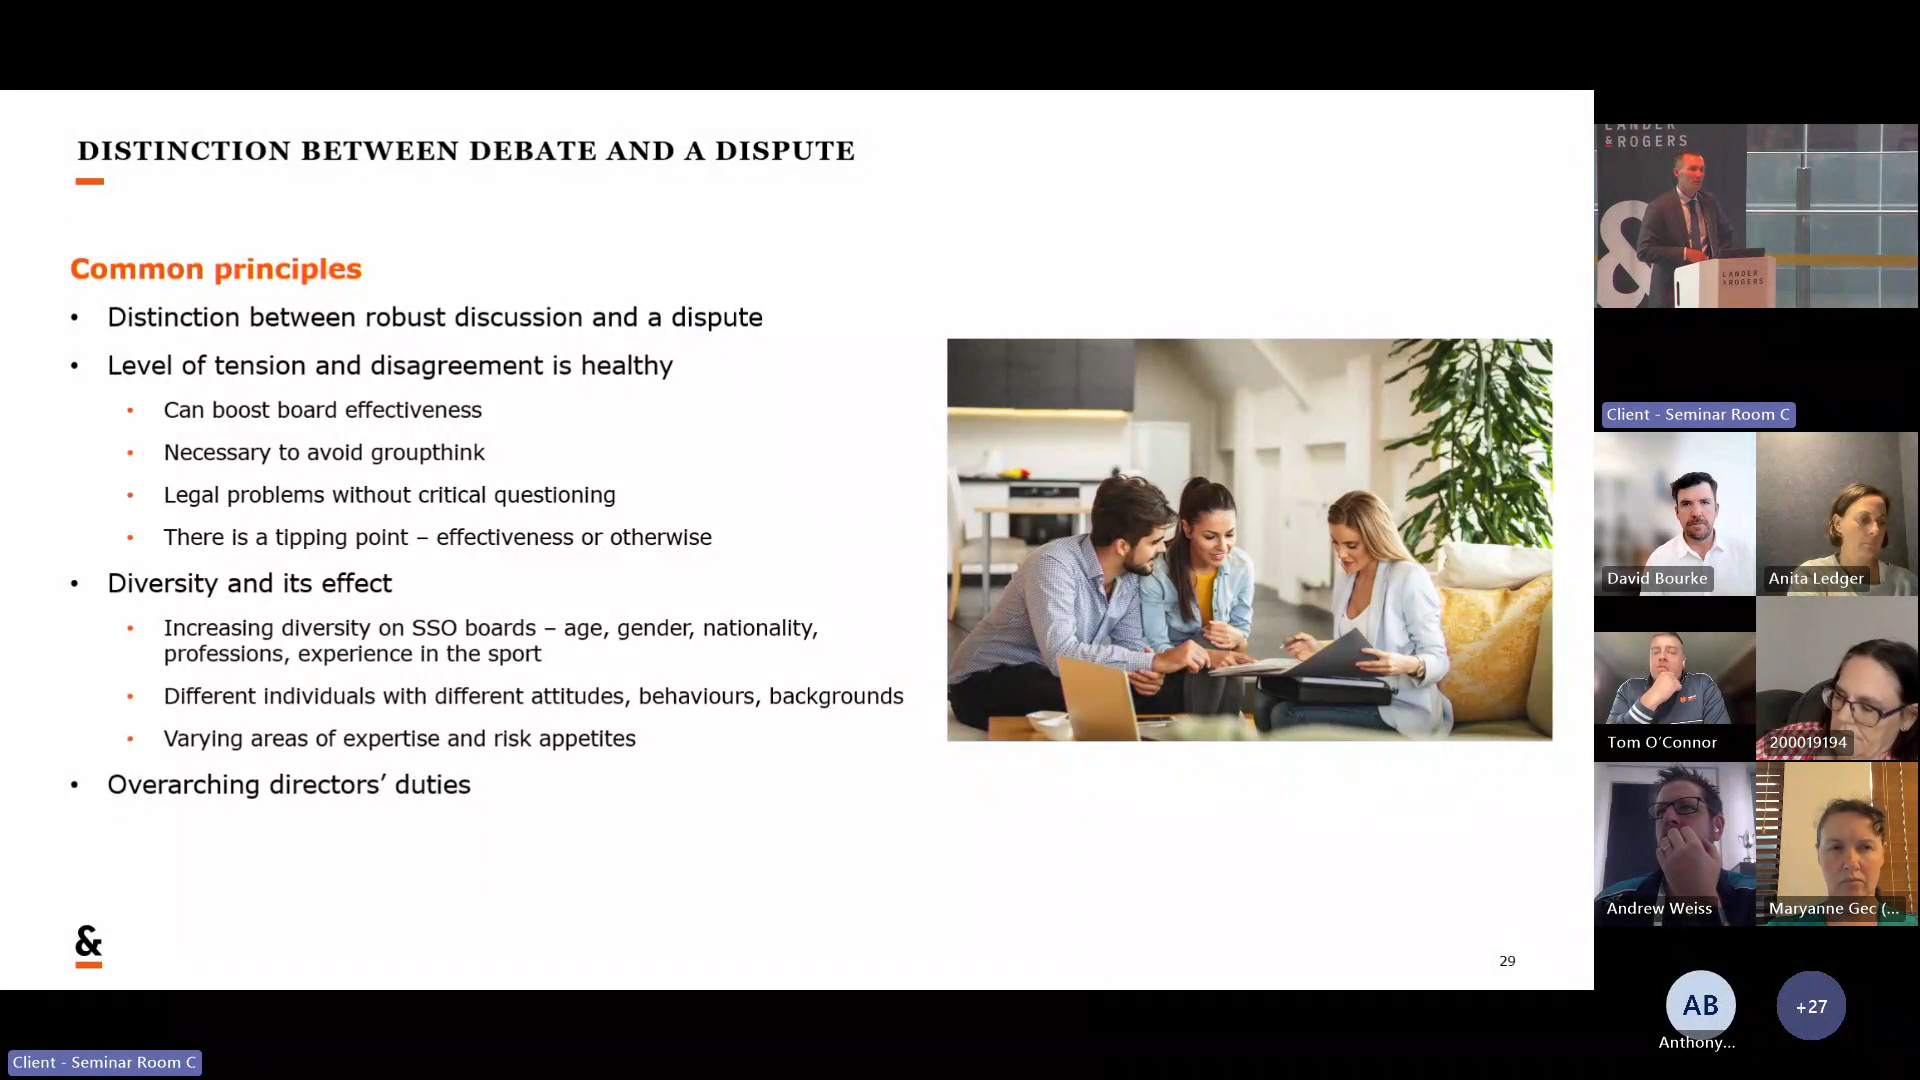 DISTINCTION BETWEEN DEBATE AND A DISPUTE
Common principles
• Distinction between robust discussion and a dispute
• Level of tension and disagreement is healthy
• Can boost board effectiveness
• Necessary to avoid groupthink
• Legal problems without critical questioning
• There is a tipping point – effectiveness or otherwise
• Diversity and its effect
• Increasing diversity on SSO boards – age, gender, nationality,
professions, experience in the sport
• Different individuals with different attitudes, behaviours, backgrounds
• Varying areas of expertise and risk appetites
• Overarching directors’ duties
&
29
LANDER
&ROGERS
&
LANDER
&ROGERS
Client - Seminar Room C
David Bourke
Anita Ledger
Tom O’Connor
200019194
Andrew Weiss
Maryanne Gec (...
AB
Anthony...
+27
Client - Seminar Room C